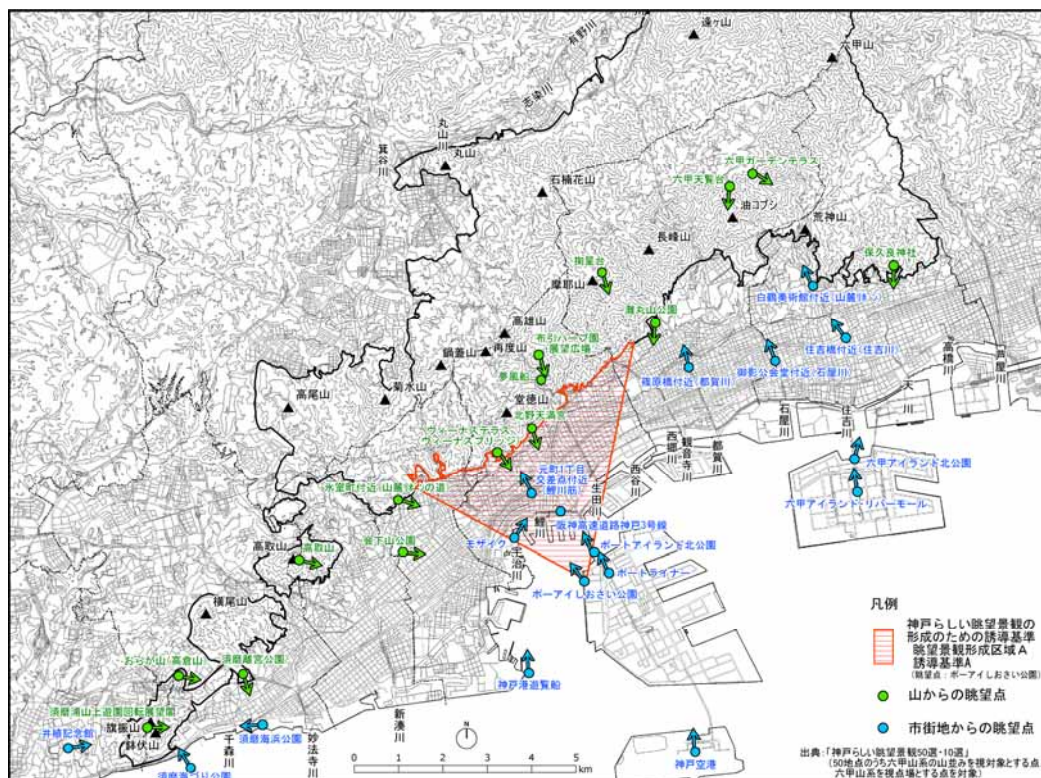 遠ヶ山
有野川
六甲山
志染川
丸山川
丸山
箕谷川
石楠花山
六甲ガーデンテラス
六甲天覧台
油コブシ
荒神山
長峰山
掬星台
摩耶山
保久良神社
白鶴美術館付近(山麓リボン)
灘丸山公園
高雄山
再度山
鍋蓋山
布引ハーブ園
展望広場
夢風船
菊水山
高尾山
堂徳山
北野天満宮
ヴィーナステラス
ヴィーナスブリッジ
篠原橋付近(都賀川)
御影公会堂付近(石屋川)
住吉橋付近(住吉川)
高橋川
芦屋川
天川
住吉川
石屋川
都賀川
観音寺川
西郷川
西谷川
生田川
元町1丁目
交差点付近
(鯉川筋)
氷室町付近(山麓リボンの道)
会下山公園
高取山
高取山
モザイク
鯉川
宇治川
阪神高速道路神戸3号線
ポートアイランド北公園
ポートライナー
ポーアイしおさい公園
六甲アイランド北公園
六甲アイランド・リバーモール
横尾山
おらが山(高倉山)
須磨離宮公園
須磨浦山上遊園回転展望閣
旗振山
鉢伏山
井植記念館
須磨海づり公園
須磨海浜公園
千森川
妙法寺川
新湊川
神戸港遊覧船
神戸空港
N
0 1 2 3 4 5 km
凡例
神戸らしい眺望景観の
形成のための誘導基準
眺望景観形成区域A
誘導基準A
(眺望点:ポーアイしおさい公園)
山からの眺望点
市街地からの眺望点
出典:「神戸らしい眺望景観50選・10選」
(50地点のうち六甲山系の山並みを視対象とする点、
六甲山系を視点場とする点を対象)